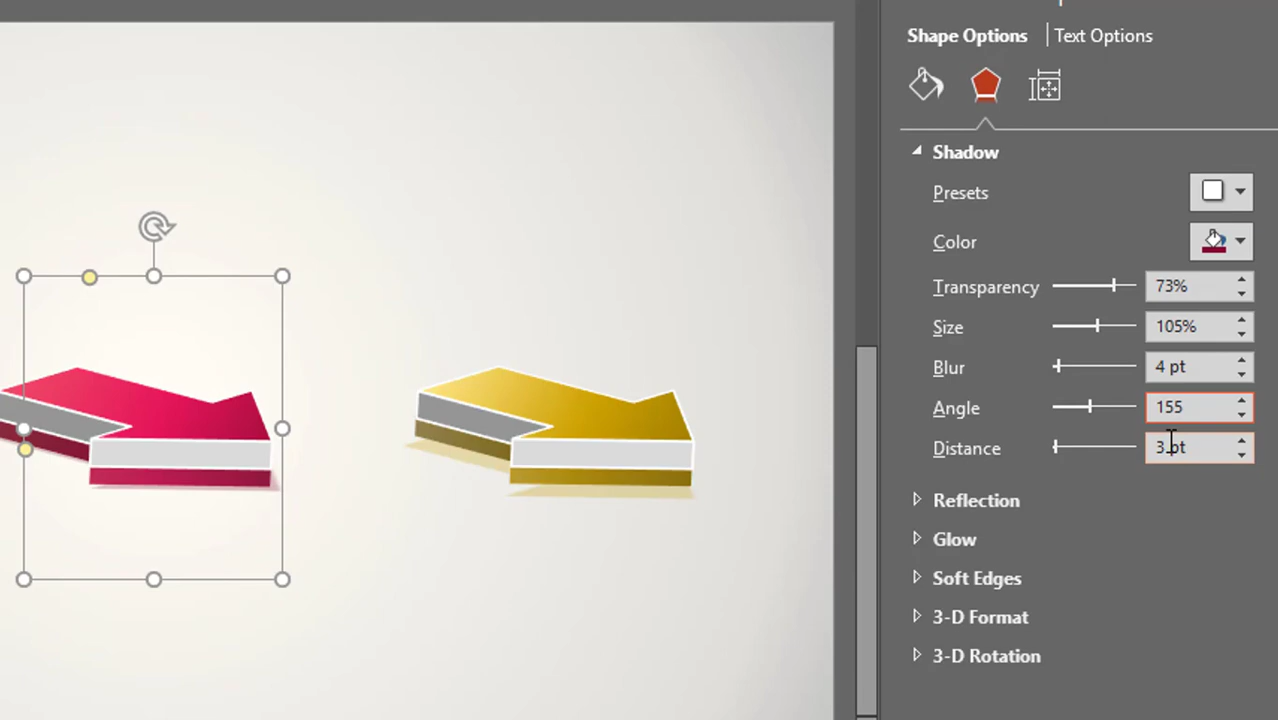 Shape Options
Text Options
Shadow
Presets
Color
Transparency 73%
Size 105%
Blur 4 pt
Angle 155
Distance 3 pt
Reflection
Glow
Soft Edges
3-D Format
3-D Rotation